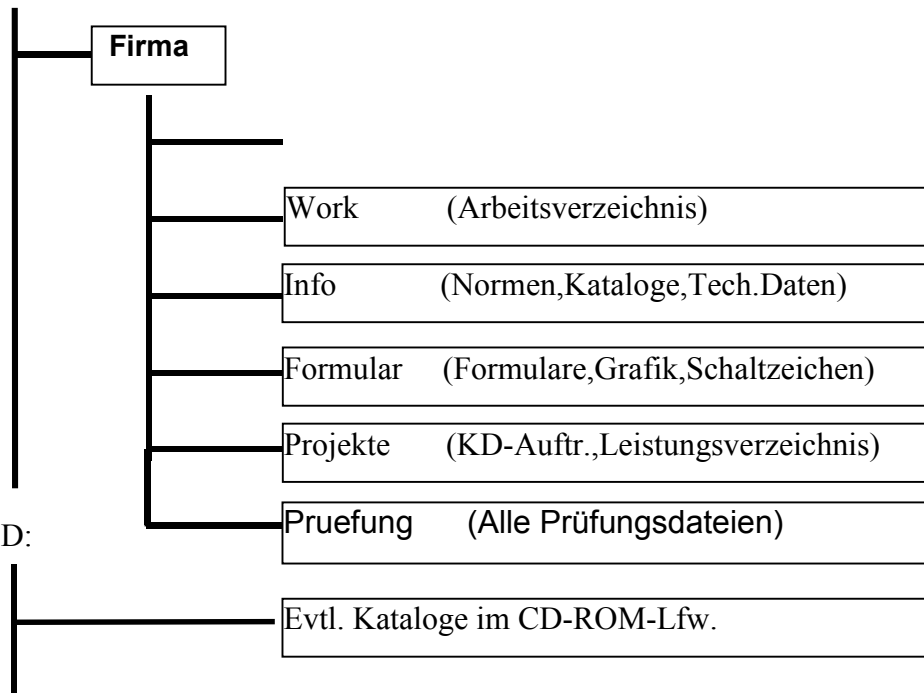 Firma
Work (Arbeitsverzeichnis)
Info (Normen,Kataloge,Tech.Daten)
Formular (Formulare,Grafik,Schaltzeichen)
Projekte (KD-Auftr.,Leistungsverzeichnis)
Pruefung (Alle Prüfungsdateien)
D:
Evtl. Kataloge im CD-ROM-Lfw.